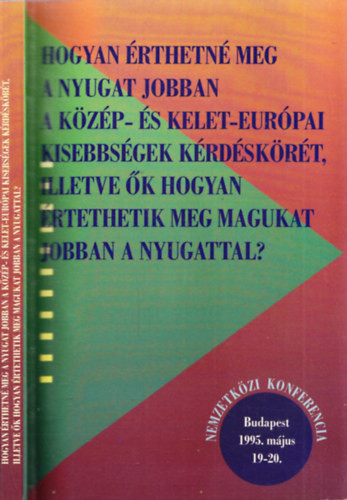 HOGYAN ÉRTHETNÉ MEG A NYUGAT JOBBAN A KÖZÉP- ÉS KELET-EURÓPAI KISEBSÉGEK KÉRDÉSKÖRÉT,
ILLETVE ŐK HOGYAN ÉRTETHETIK MEG MAGUKAT JOBBAN A NYUGATTAL?
HOGYAN ÉRTHETNÉ MEG
A NYUGAT JOBBAN
A KÖZÉP- ÉS KELET-EURÓPAI
KISEBBSÉGEK KÉRDÉSKÖRÉT,
ILLETVE ŐK HOGYAN
ÉRTETHETIK MEG MAGUKAT
JOBBAN A NYUGATTAL?
NEMZETKÖZI KONFERENCIA
Budapest
1995. május
19-20.